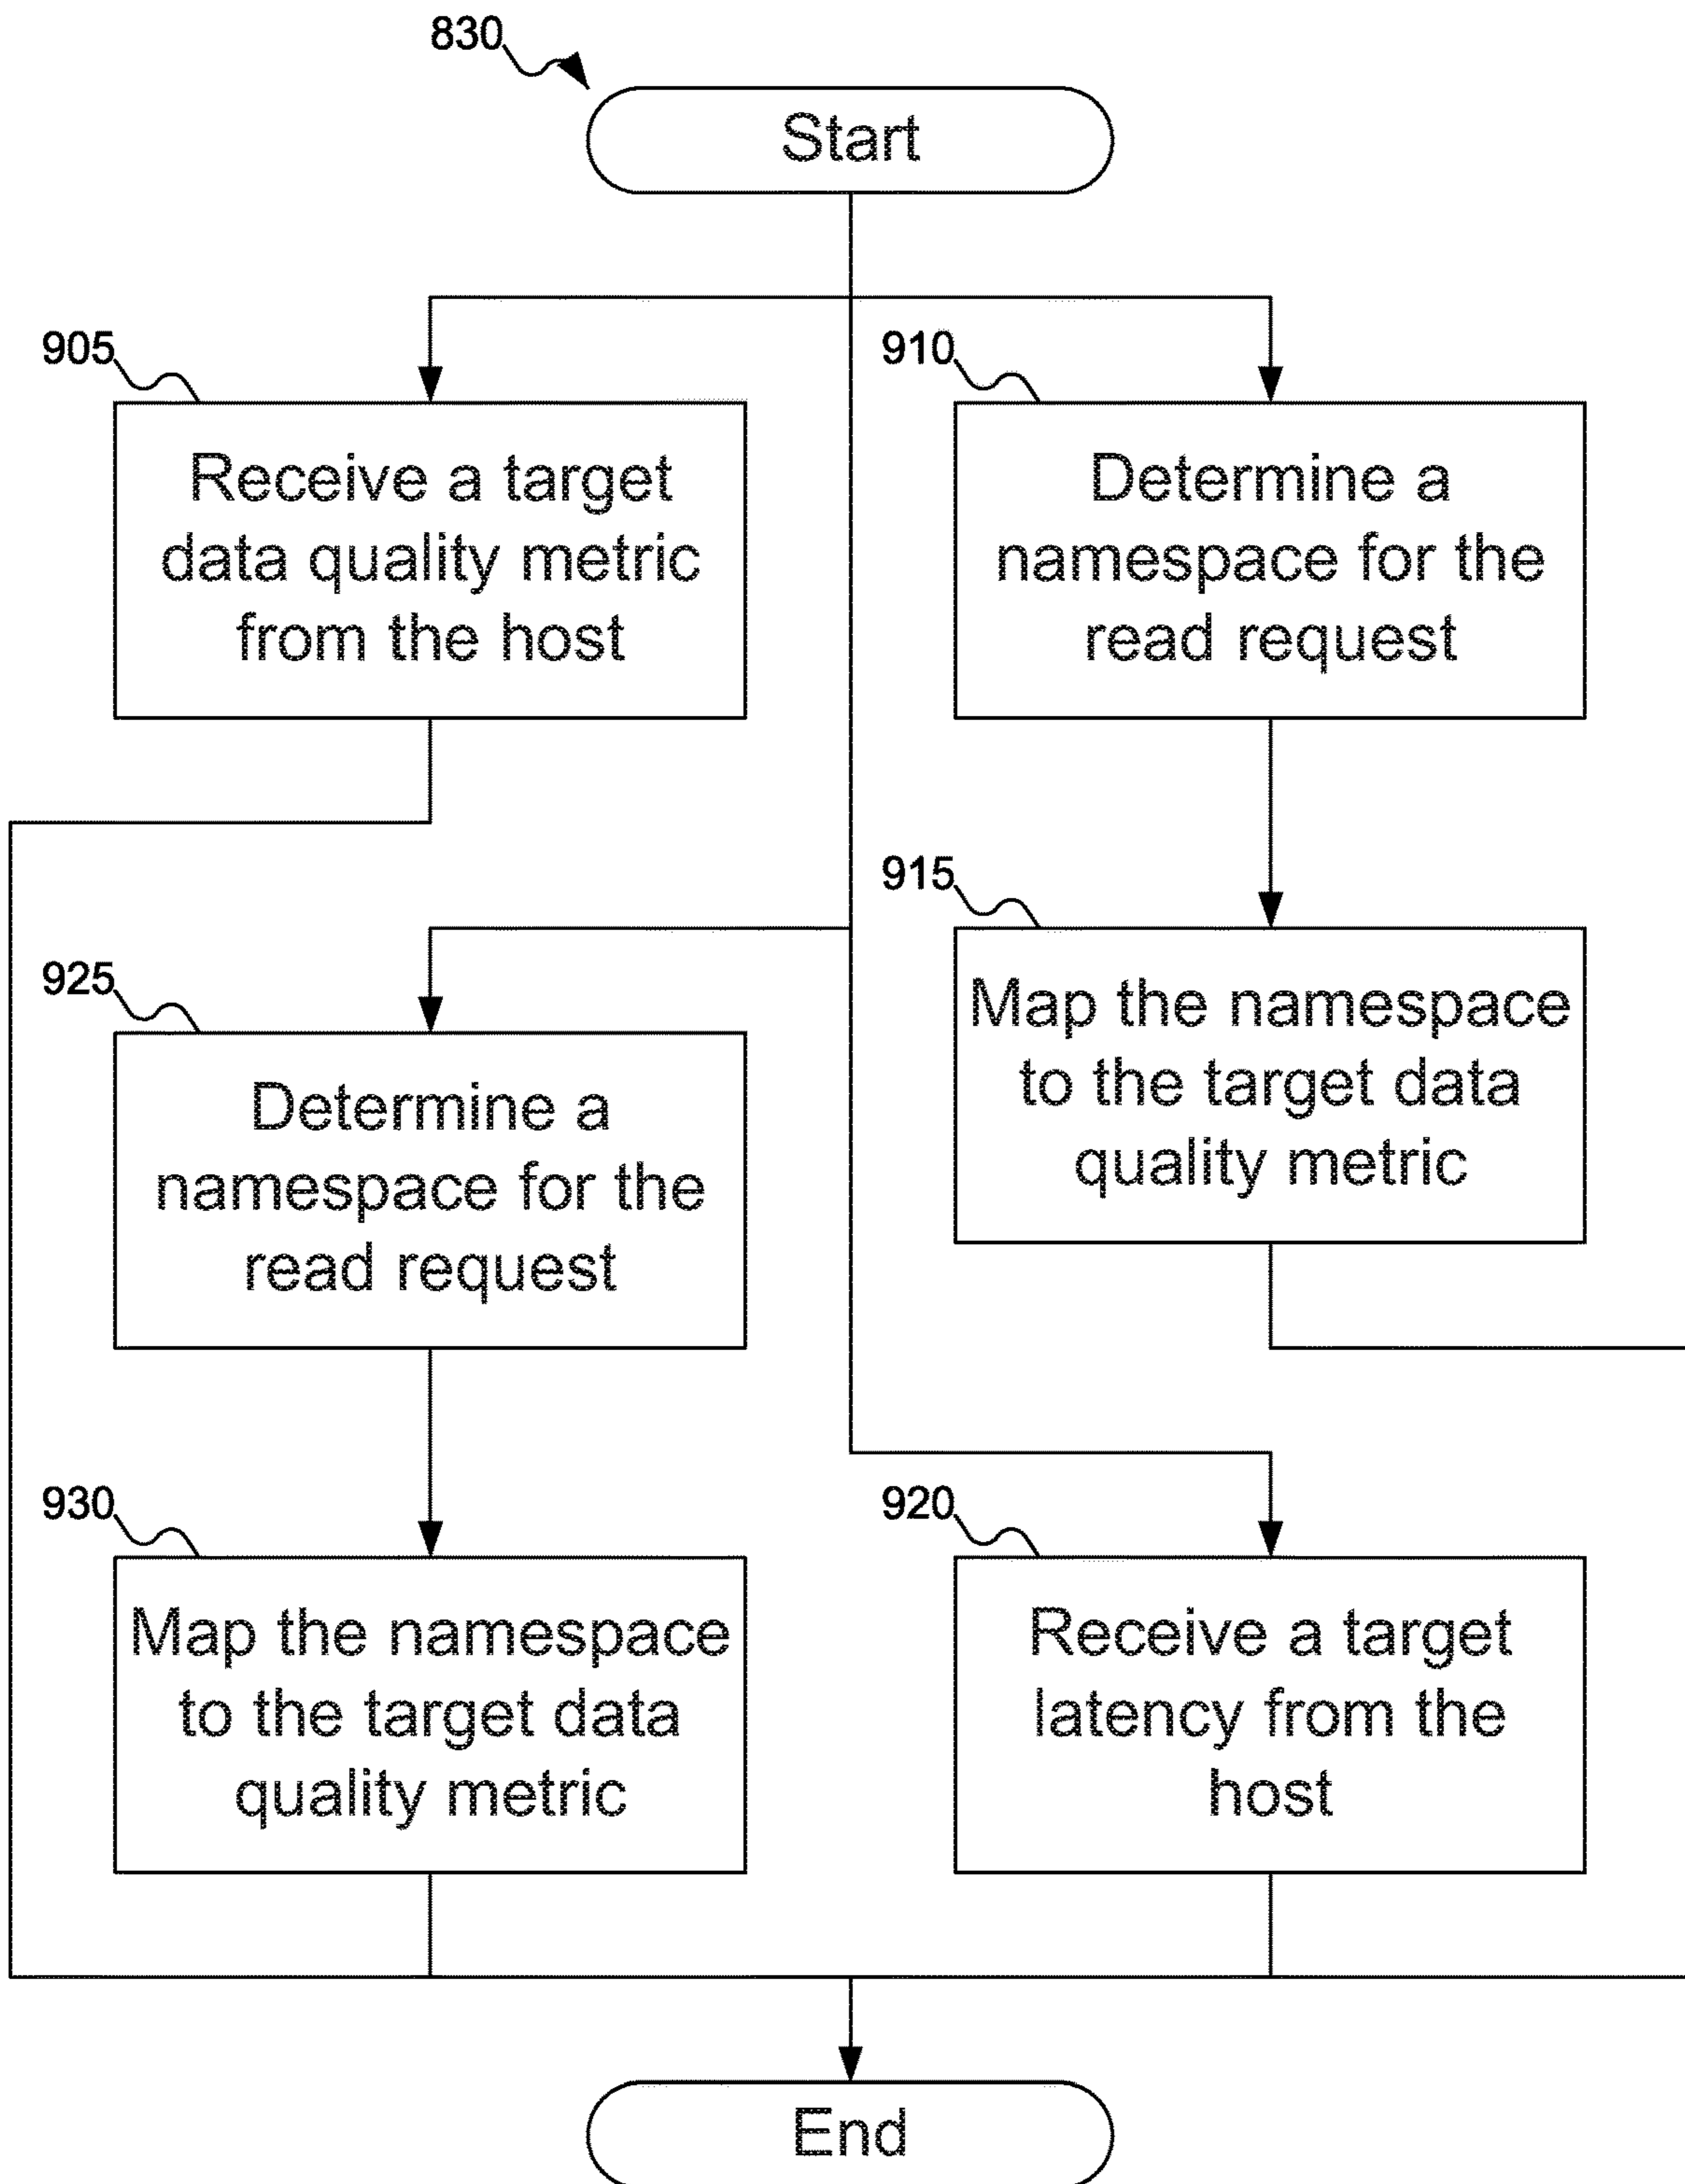 830
Start
905
Receive a target
data quality metric
from the host
910
Determine a
namespace for the
read request
915
Map the namespace
to the target data
quality metric
925
Determine a
namespace for the
read request
930
Map the namespace
to the target data
quality metric
920
Receive a target
latency from the
host
End